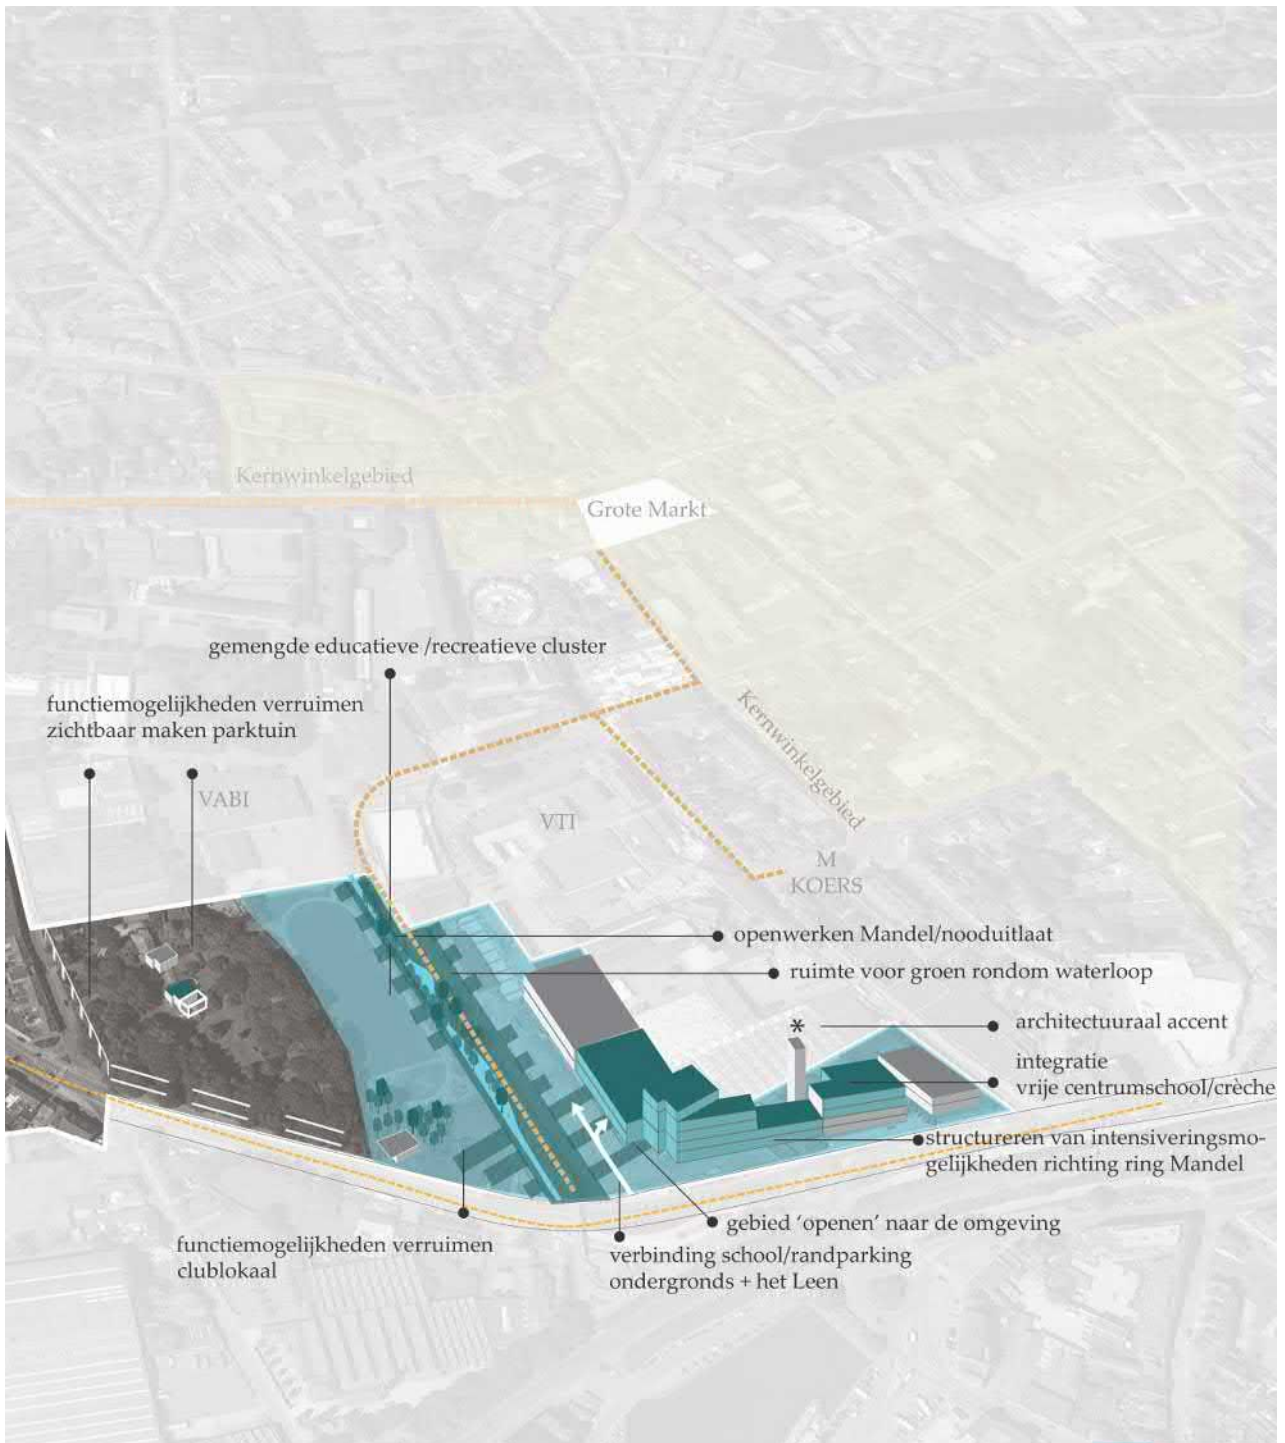 Kernwinkelgebied
Grote Markt
gemengde educatieve /recreatieve cluster
functiemogelijkheden verruimen
zichtbaar maken parktuin
Kernwinkelgebied
VABI
VTI
M
KOERS
openwerken Mandel/nooduitlaat
ruimte voor groen rondom waterloop
*
architectuuraal accent
integratie
vrije centrumschool/crèche
structureren van intensiveringsmo-
gelijkheden richting ring Mandel
gebied ‘openen’ naar de omgeving
functiemogelijkheden verruimen
clublokaal
verbinding school/randparking
ondergronds + het Leen